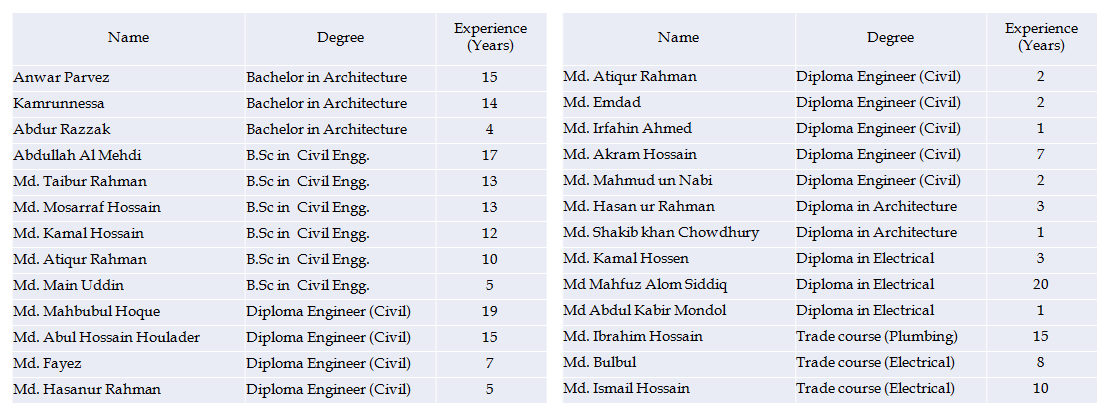 Name Degree Experience (Years)
Anwar Parvez Bachelor in Architecture 15
Kamrunnessa Bachelor in Architecture 14
Abdur Razzak Bachelor in Architecture 4
Abdullah Al Mehdi B.Sc in Civil Engg. 17
Md. Taibur Rahman B.Sc in Civil Engg. 13
Md. Mosarraf Hossain B.Sc in Civil Engg. 13
Md. Kamal Hossain B.Sc in Civil Engg. 12
Md. Atiqur Rahman B.Sc in Civil Engg. 10
Md. Main Uddin B.Sc in Civil Engg. 5
Md. Mahbubul Hoque Diploma Engineer (Civil) 19
Md. Abul Hossain Houlader Diploma Engineer (Civil) 15
Md. Fayez Diploma Engineer (Civil) 7
Md. Hasanur Rahman Diploma Engineer (Civil) 5
Name Degree Experience (Years)
Md. Atiqur Rahman Diploma Engineer (Civil) 2
Md. Emdad Diploma Engineer (Civil) 2
Md. Irfahin Ahmed Diploma Engineer (Civil) 1
Md. Akram Hossain Diploma Engineer (Civil) 7
Md. Mahmud un Nabi Diploma Engineer (Civil) 2
Md. Hasan ur Rahman Diploma in Architecture 3
Md. Shakib khan Chowdhury Diploma in Architecture 1
Md. Kamal Hossen Diploma in Electrical 3
Md Mahfuz Alom Siddiq Diploma in Electrical 20
Md Abdul Kabir Mondol Diploma in Electrical 1
Md. Ibrahim Hossain Trade course (Plumbing) 15
Md. Bulbul Trade course (Electrical) 8
Md. Ismail Hossain Trade course (Electrical) 10